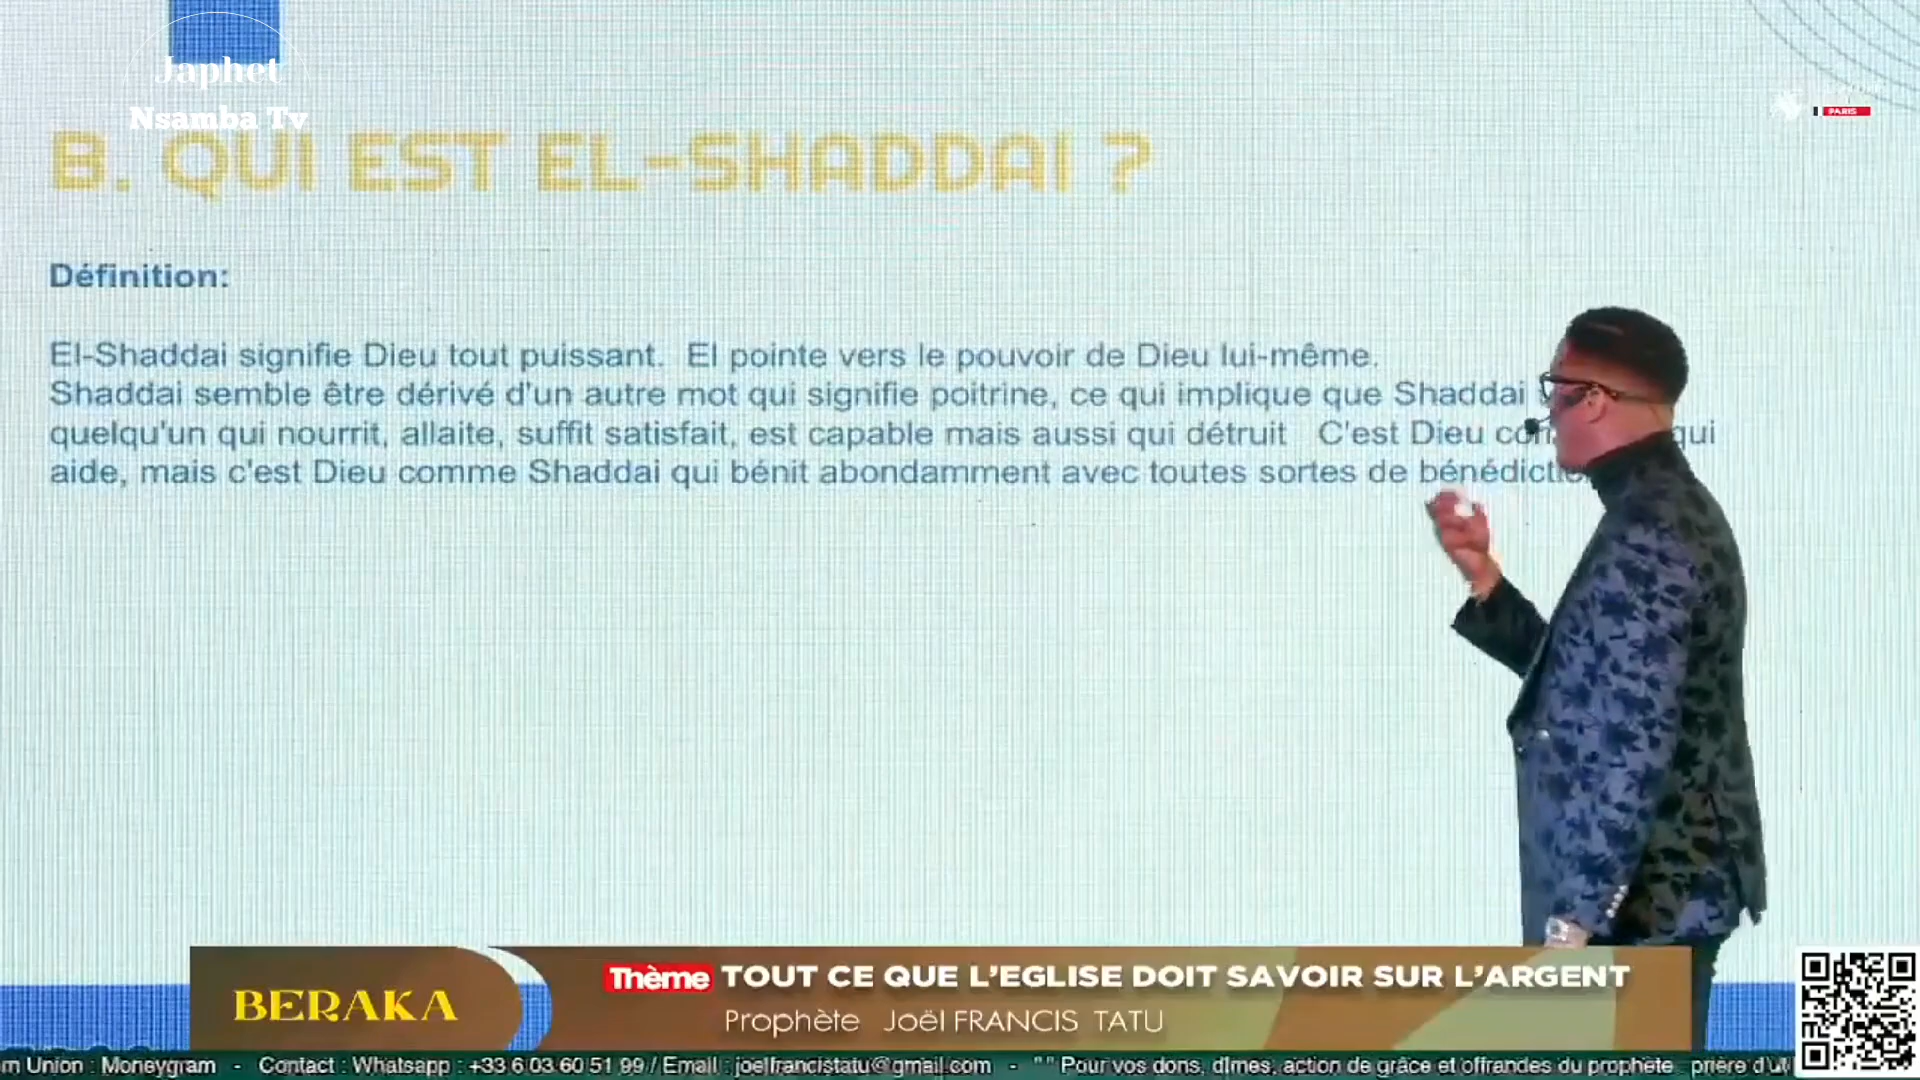 Japhet
Nsamba Tv
PARIS
B. QUI EST EL-SHADDAI ?
Définition:
El-Shaddai signifie Dieu tout puissant. El pointe vers le pouvoir de Dieu lui-même.
Shaddai semble être dérivé d'un autre mot qui signifie poitrine, ce qui implique que Shaddai
quelqu'un qui nourrit, allaite, suffit satisfait, est capable mais aussi qui détruit C'est Dieu qui
aide, mais c'est Dieu comme Shaddai qui bénit abondamment avec toutes sortes de
BERAKA
Thème TOUT CE QUE L'EGLISE DOIT SAVOIR SUR L'ARGENT
Prophète Joël FRANCIS TATU
Union : Moneygram - Contact : Whatsapp : +33 6 03 60 51 99 / Email : joelfrancistatu@gmail.com - "" Pour vos dons, dîmes, action de grâce et offrandes du prophète prière